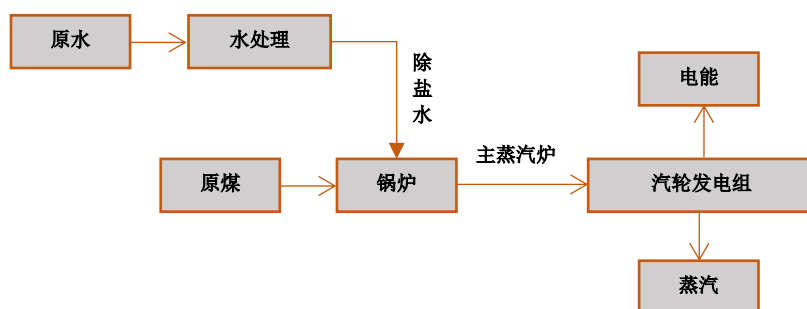 原水
水处理
除
盐
水
电能
原煤
锅炉
主蒸汽炉
汽轮发电组
蒸汽